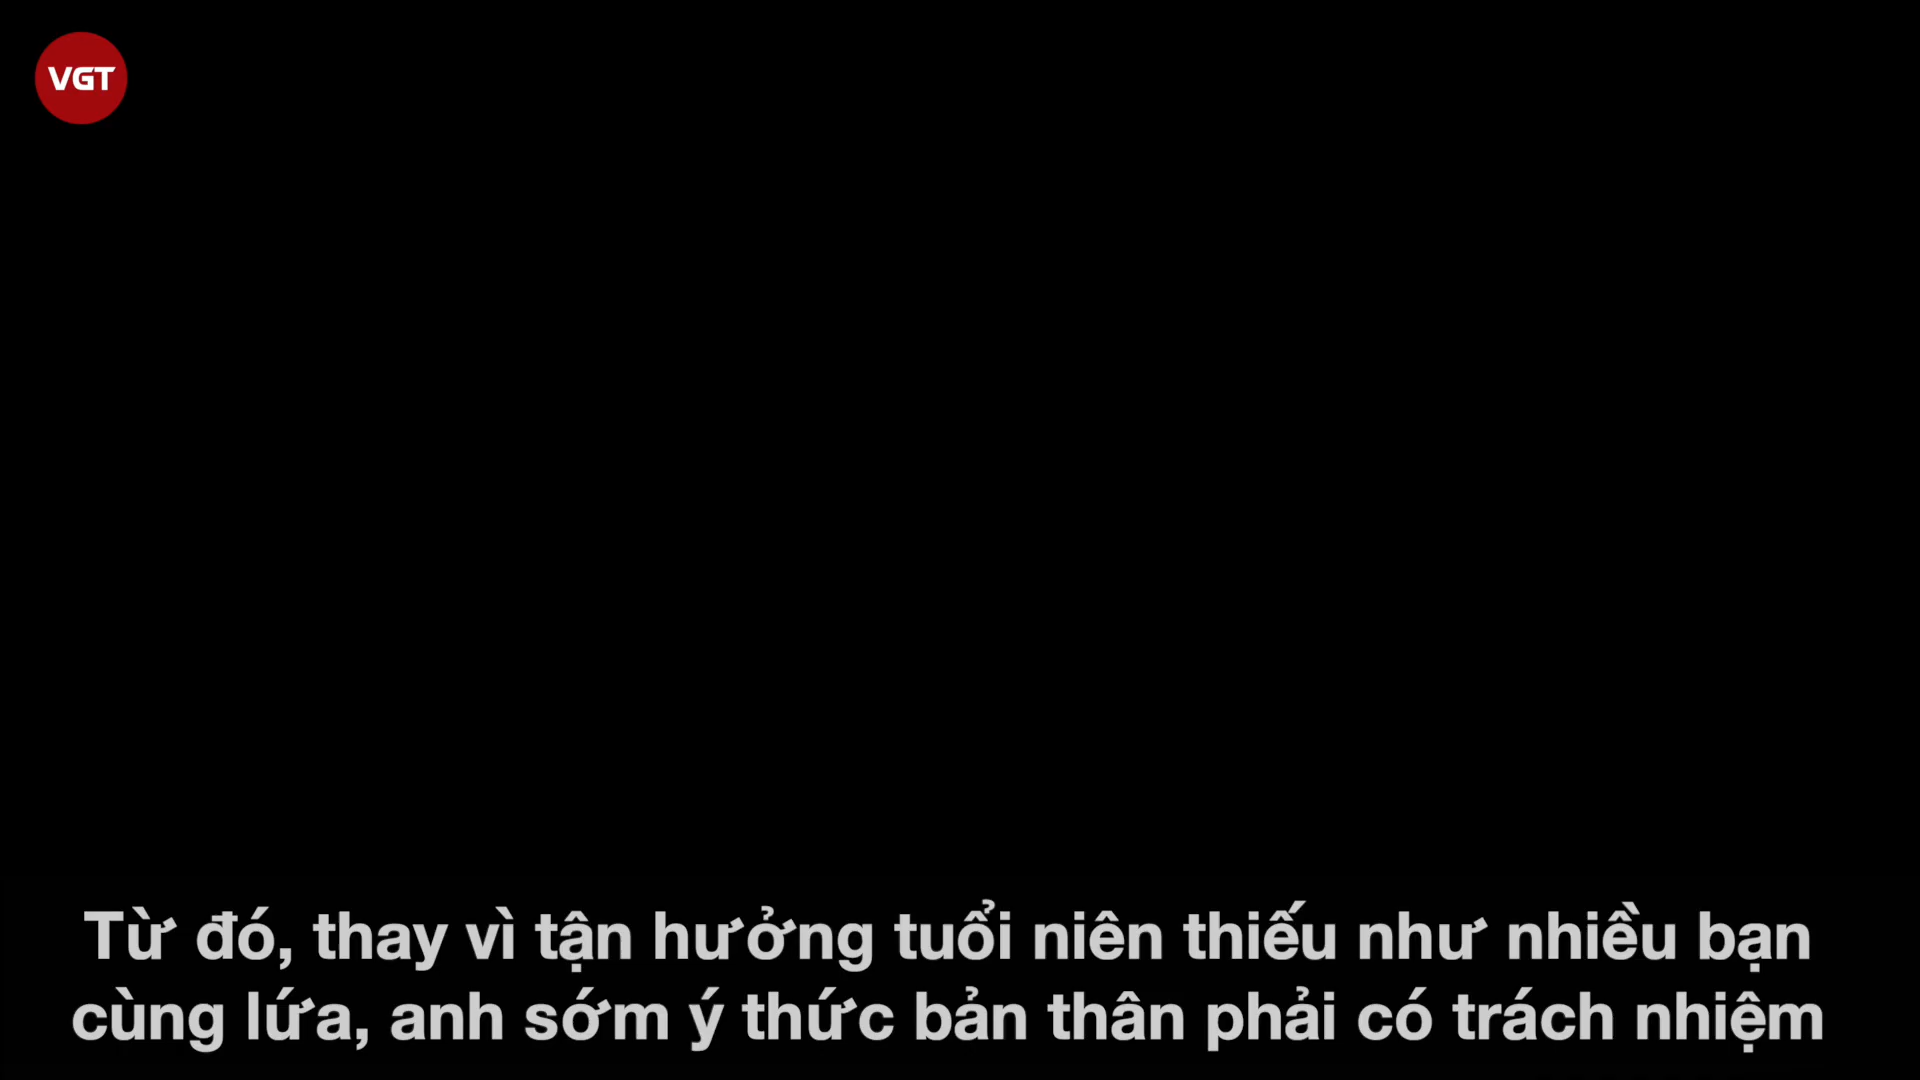 VGT
Từ đó, thay vì tận hưởng tuổi niên thiếu như nhiều bạn
cùng lứa, anh sớm ý thức bản thân phải có trách nhiệm